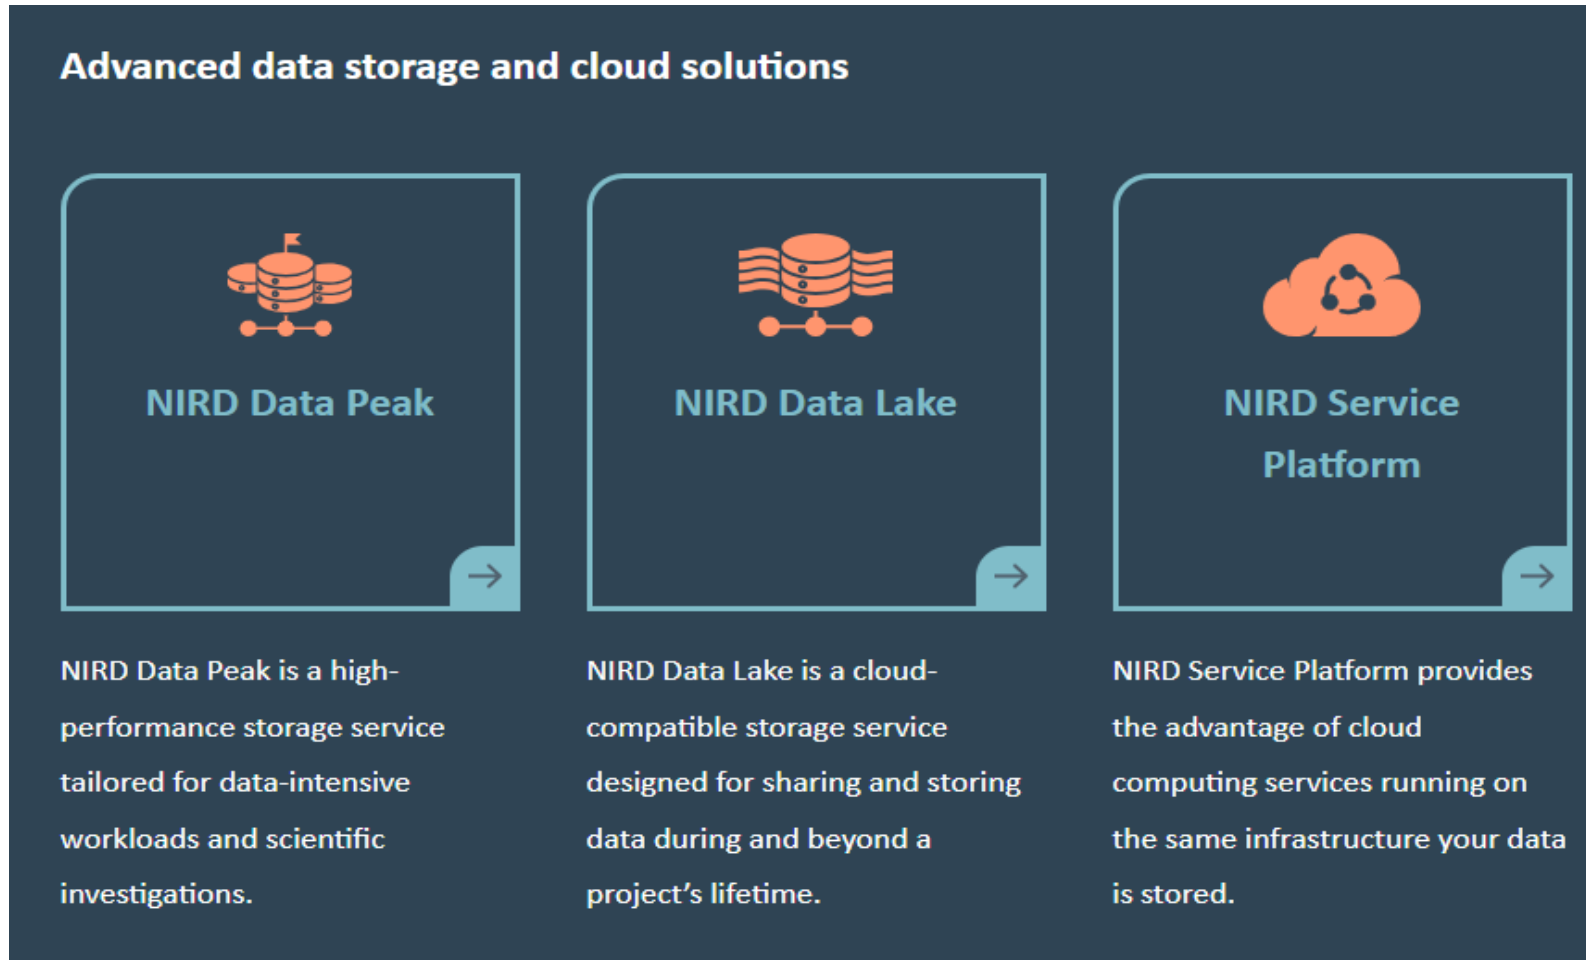 Advanced data storage and cloud solutions
NIRD Data Peak
NIRD Data Lake
NIRD Service
Platform
NIRD Data Peak is a high-
performance storage service
tailored for data-intensive
workloads and scientific
investigations.
NIRD Data Lake is a cloud-
compatible storage service
designed for sharing and storing
data during and beyond a
project’s lifetime.
NIRD Service Platform provides
the advantage of cloud
computing services running on
the same infrastructure your data
is stored.